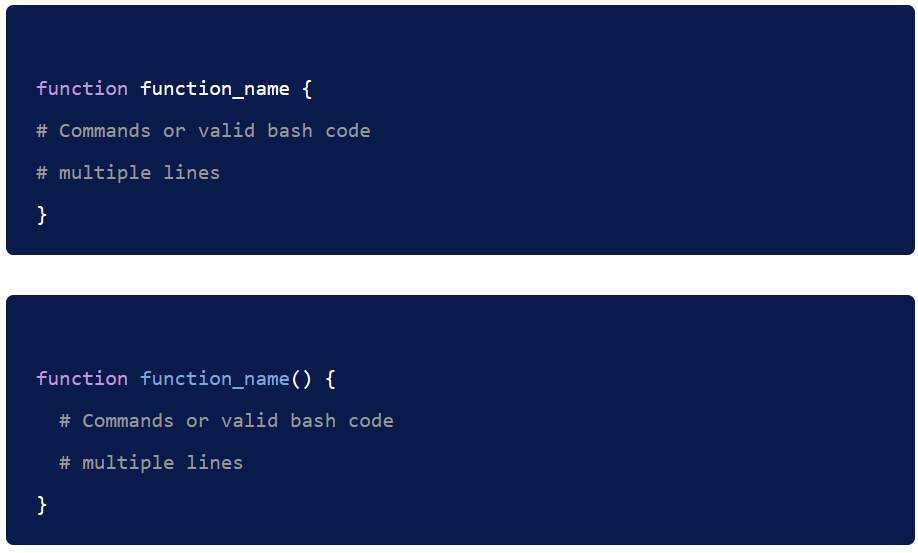 function function_name {
# Commands or valid bash code
# multiple lines
}
function function_name() {
  # Commands or valid bash code
  # multiple lines
}